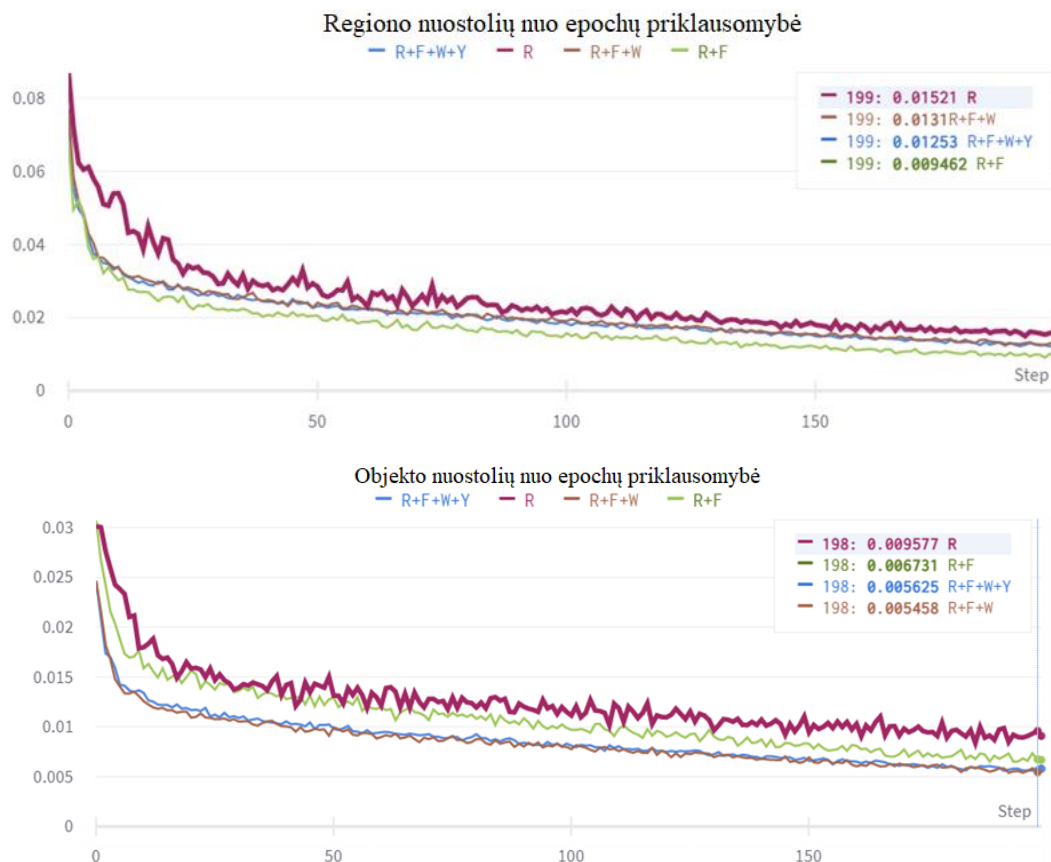 Regiono nuostolių nuo epochų priklausomybė
R+F+W+Y R R+F+W R+F
199: 0.01521 R
199: 0.0131R+F+W
199: 0.01253 R+F+W+Y
199: 0.009462 R+F
0.08
0.06
0.04
0.02
0
Step
0 50 100 150
Objekto nuostolių nuo epochų priklausomybė
R+F+W+Y R R+F+W R+F
198: 0.009577 R
198: 0.006731 R+F
198: 0.005625 R+F+W+Y
198: 0.005458 R+F+W
0.03
0.025
0.02
0.015
0.01
0.005
0
Step
0 50 100 150